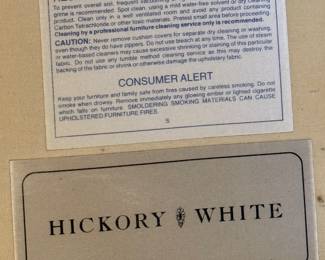 To prevent overall soil, frequent vacuuming or
grime is recommended. Spot clean, using a mild water-free solvent or dry cleaning
product. Clean only in a well ventilated room and avoid any product containing
Carbon Tetrachloride or other toxic materials. Pretest small area before proceeding.
Cleaning by a professional furniture cleaning service only is recommended.
CAUTION: Never remove cushion covers for separate dry cleaning or washing,
even though they do have zippers. Do not use bleach at any time. The use of steam
or water-based cleaners may cause excessive shrinking or staining of this particular
fabric. Do not use any tumble method cleaning service as this may destroy the
backing of the fabric or shrink or otherwise damage the upholstery fabric.
CONSUMER ALERT
Keep your furniture and family safe from fires caused by careless smoking. Do not
smoke when drowsy. Remove immediately any glowing ember or lighted cigarette
which falls on furniture. SMOLDERING SMOKING MATERIALS CAN CAUSE
UPHOLSTERED FURNITURE FIRES.
S
HICKORY WHITE